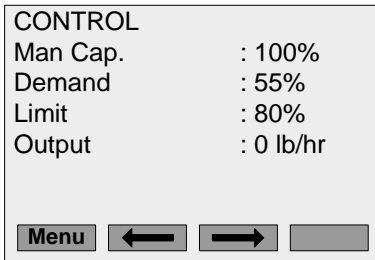 CONTROL
Man Cap. : 100%
Demand : 55%
Limit : 80%
Output : 0 lb/hr
Menu